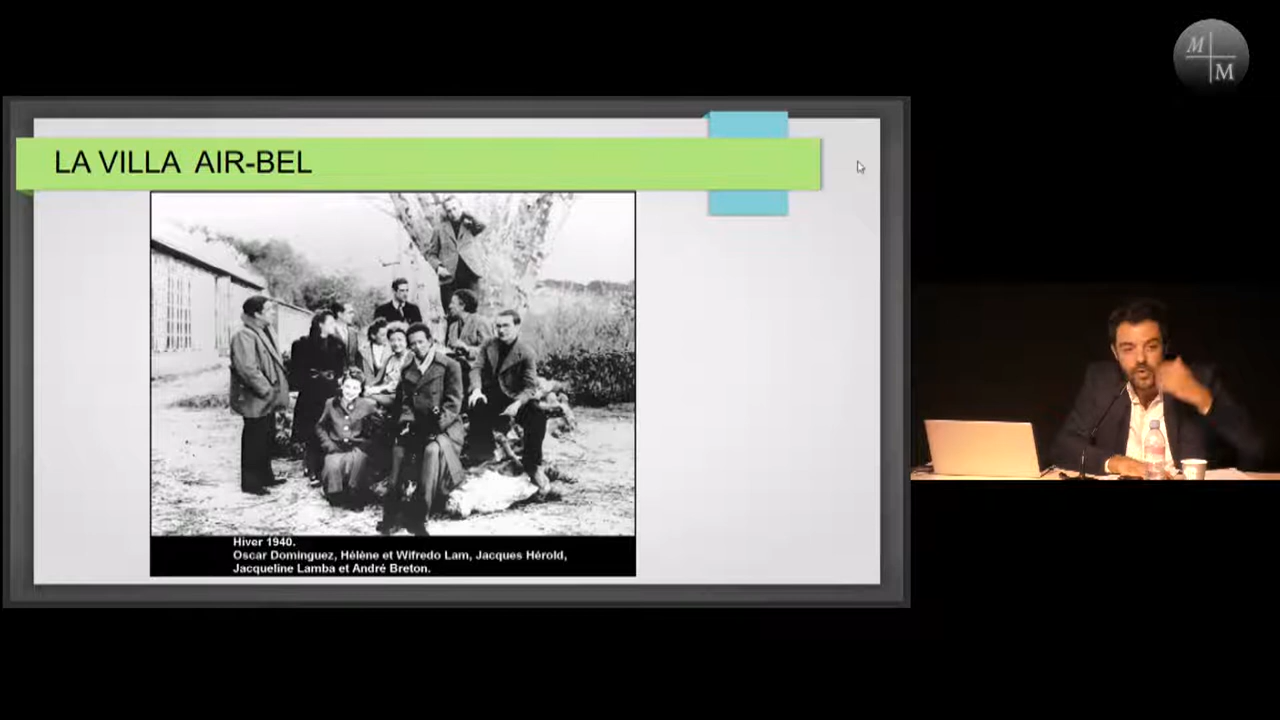 M
M
LA VILLA AIR-BEL
Hiver 1940.
Oscar Dominguez, Hélène et Wifredo Lam, Jacques Hérold,
Jacqueline Lamba et André Breton.